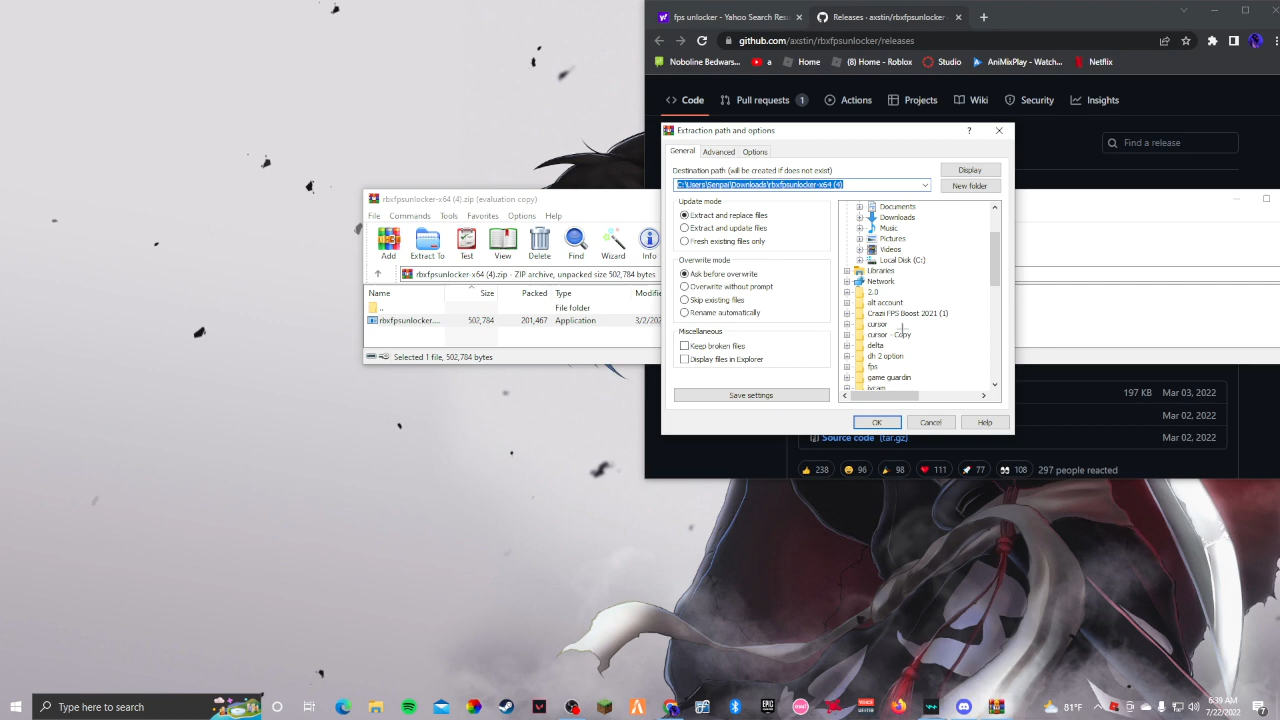 fps unlocker - Yahoo Search Resu
Releases · axstin/rbxfpsunlocker ·
github.com/axstin/rbxfpsunlocker/releases
Noboline Bedwars...
a
Home
(8) Home - Roblox
Studio
AniMixPlay - Watch...
Netflix
Code
Pull requests 1
Actions
Projects
Wiki
Security
Insights
Find a release
Extraction path and options
?
General
Advanced
Options
Destination path (will be created if does not exist)
Display
C:\Users\Senpai\Downloads\rbxfpsunlocker-x64 (4)
New folder
Update mode
Extract and replace files
Extract and update files
Fresh existing files only
Overwrite mode
Ask before overwrite
Overwrite without prompt
Skip existing files
Rename automatically
Miscellaneous
Keep broken files
Display files in Explorer
Save settings
Documents
Downloads
Music
Pictures
Videos
Local Disk (C:)
Libraries
Network
2.0
alt account
Crazi FPS Boost 2021 (1)
cursor
cursor - Copy
delta
dh 2 option
fps
game guardin
ivcam
OK
Cancel
Help
rbxfpsunlocker-x64 (4).zip (evaluation copy)
File
Commands
Tools
Favorites
Options
Help
Add
Extract To
Test
View
Delete
Find
Wizard
Info
rbxfpsunlocker-x64 (4).zip - ZIP archive, unpacked size 502,784 bytes
Name
Size
Packed
Type
Modifi
..
File folder
rbxfpsunlocker....
502,784
201,467
Application
3/2/202
Selected 1 file, 502,784 bytes
197 KB
Mar 03, 2022
Mar 02, 2022
Source code (tar.gz)
Mar 02, 2022
238
96
98
111
77
108
297 people reacted
Type here to search
81°F
6:39 AM
7/22/2022